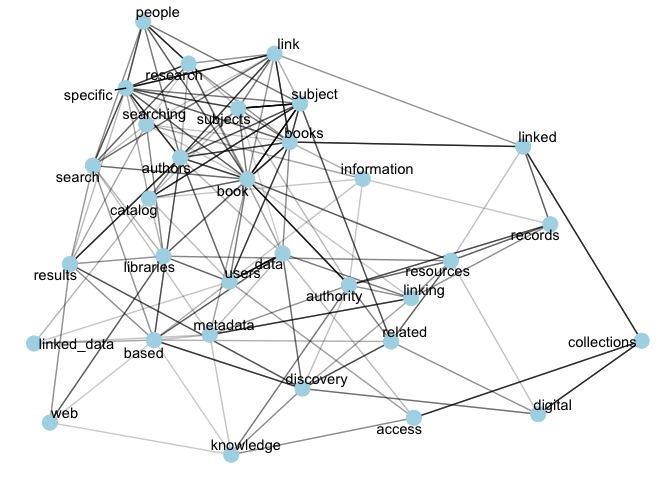 people
link
research
specific
subject
searching
subjects
books
linked
authors
information
search
book
catalog
records
libraries
data
resources
results
users
authority
linking
metadata
related
linked_data
based
collections
discovery
digital
web
access
knowledge